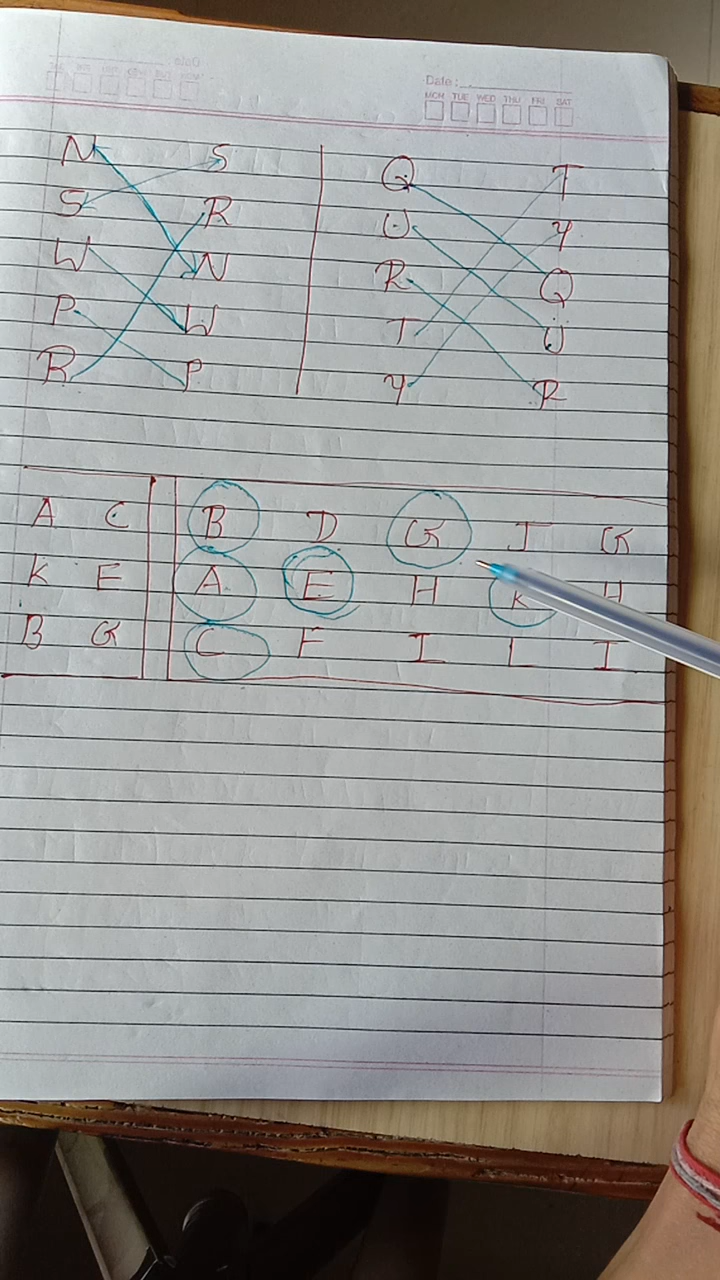 Date :
MON TUE WED THU FRI SAT
N S Q T
S R U Y
W N R Q
P W T U
R P Y R
A C B D G J G
K E A E H K H
B G C F I L I